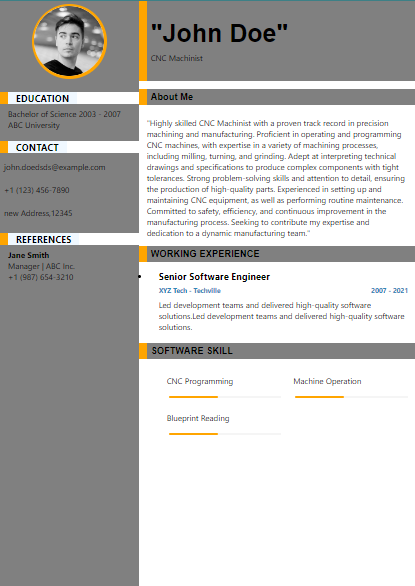 "John Doe"
CNC Machinist
EDUCATION
Bachelor of Science 2003 - 2007
ABC University
CONTACT
john.doedsds@example.com
+1 (123) 456-7890
new Address,12345
REFERENCES
Jane Smith
Manager | ABC Inc.
+1 (987) 654-3210
About Me
"Highly skilled CNC Machinist with a proven track record in precision
machining and manufacturing. Proficient in operating and programming
CNC machines, with expertise in a variety of machining processes,
including milling, turning, and grinding. Adept at interpreting technical
drawings and specifications to produce complex components with tight
tolerances. Strong problem-solving skills and attention to detail, ensuring
the production of high-quality parts. Experienced in setting up and
maintaining CNC equipment, as well as performing routine maintenance.
Committed to safety, efficiency, and continuous improvement in the
manufacturing process. Seeking to contribute my expertise and
dedication to a dynamic manufacturing team."
WORKING EXPERIENCE
Senior Software Engineer
XYZ Tech - Techville 2007 - 2021
Led development teams and delivered high-quality software
solutions.Led development teams and delivered high-quality software
solutions.
SOFTWARE SKILL
CNC Programming Machine Operation
Blueprint Reading